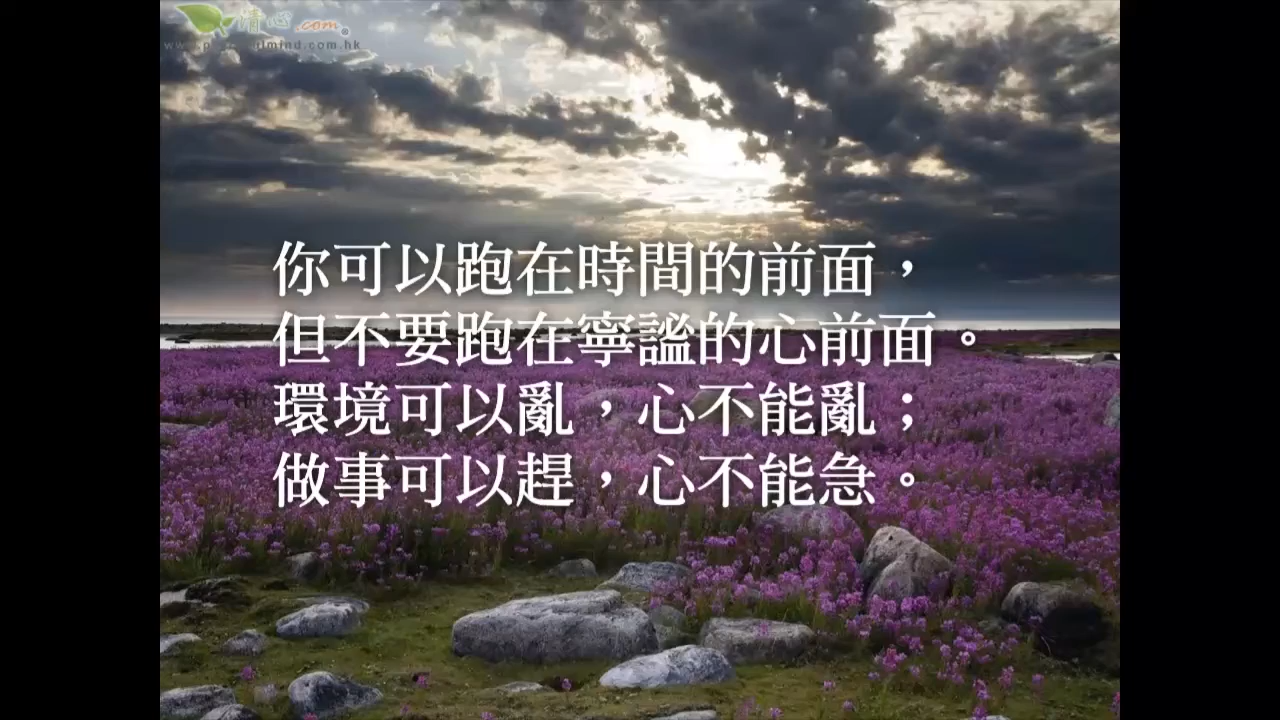 清心.com
你可以跑在時間的前面，
但不要跑在寧謐的心前面。
環境可以亂，心不能亂；
做事可以趕，心不能急。